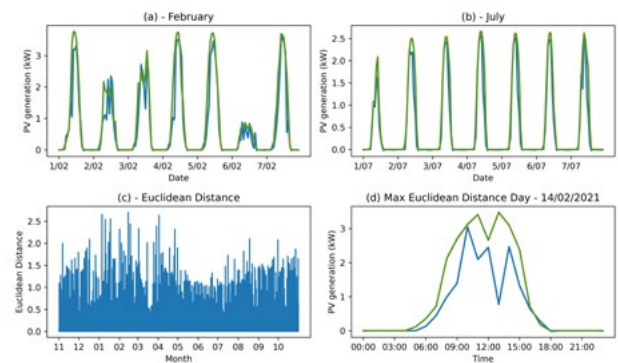 (a) - February
PV generation (kW)
3
2
1
0
1/02 2/02 3/02 4/02 5/02 6/02 7/02
Date
(b) - July
PV generation (kW)
2.5
2.0
1.5
1.0
0.5
0.0
1/07 2/07 3/07 4/07 5/07 6/07 7/07
Date
(c) - Euclidean Distance
Euclidean Distance
2.5
2.0
1.5
1.0
0.5
0.0
11 12 01 02 03 04 05 06 07 08 09 10
Month
(d) Max Euclidean Distance Day - 14/02/2021
PV generation (kW)
3
2
1
0
00:00 03:00 06:00 09:00 12:00 15:00 18:00 21:00
Time